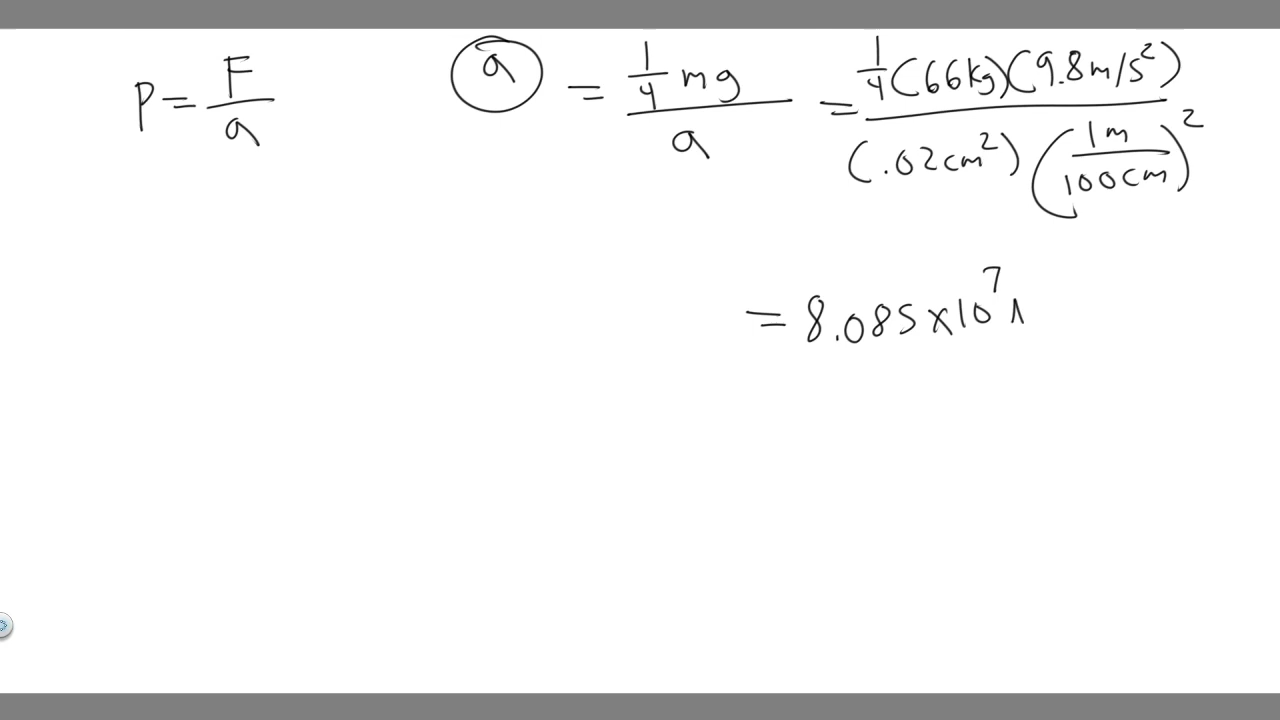 P = F/a
(a) = 1/4 mg / a = 1/4 (66kg)(9.8m/s²) / (.02cm²)(1m/100cm)²
= 8.085×10⁷